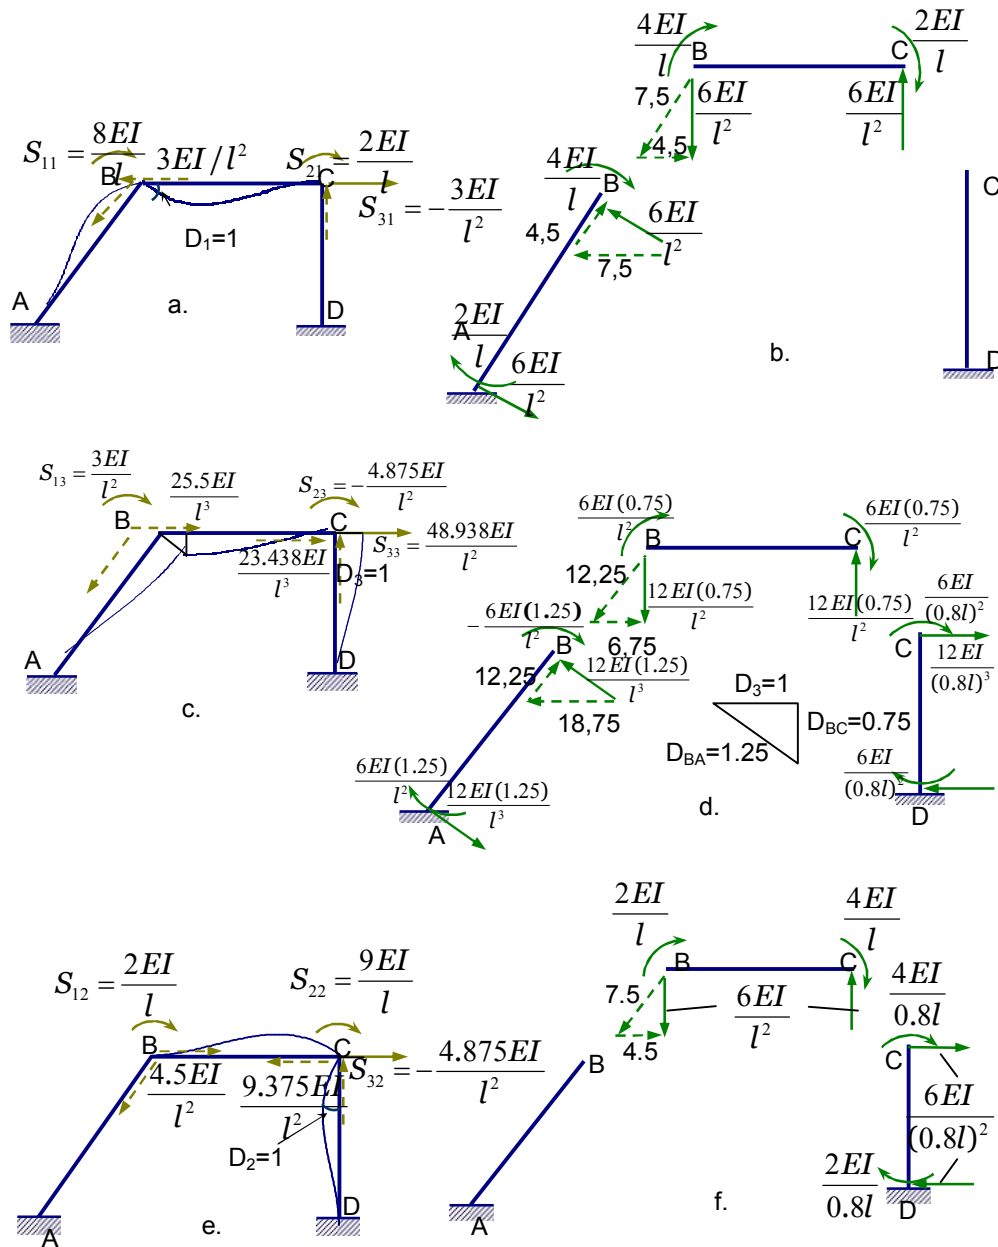 S₁₁ = 8EI/l
3EI/l²
S₂₁ = 2EI/l
S₃₁ = -3EI/l²
B
C
D₁=1
A
D
a.
4EI/l
B
C
2EI/l
7,5
6EI/l²
6EI/l²
4,5
4EI/l
B
6EI/l²
4,5
7,5
2EI/l
A
6EI/l²
C
D
b.
S₁₃ = 3EI/l²
25.5EI/l³
S₂₃ = -4.875EI/l²
B
C
S₃₃ = 48.938EI/l²
23.438EI/l³
D₃=1
A
D
c.
6EI(0.75)/l²
B
C
6EI(0.75)/l²
12,25
12EI(0.75)/l²
12EI(0.75)/l²
6,75
-6EI(1.25)/l²
B
12EI(1.25)/l³
12,25
18,75
6EI(1.25)/l²
12EI(1.25)/l³
A
6EI/(0.8l)²
C
12EI/(0.8l)³
D₃=1
D_BC=0.75
D_BA=1.25
6EI/(0.8l)²
D
d.
S₁₂ = 2EI/l
S₂₂ = 9EI/l
B
C
S₃₂ = -4.875EI/l²
4.5EI/l²
9.375EI/l²
D₂=1
A
D
e.
2EI/l
B
C
4EI/l
7.5
6EI/l²
4.5
B
A
4EI/0.8l
C
6EI/(0.8l)²
2EI/0.8l
D
f.